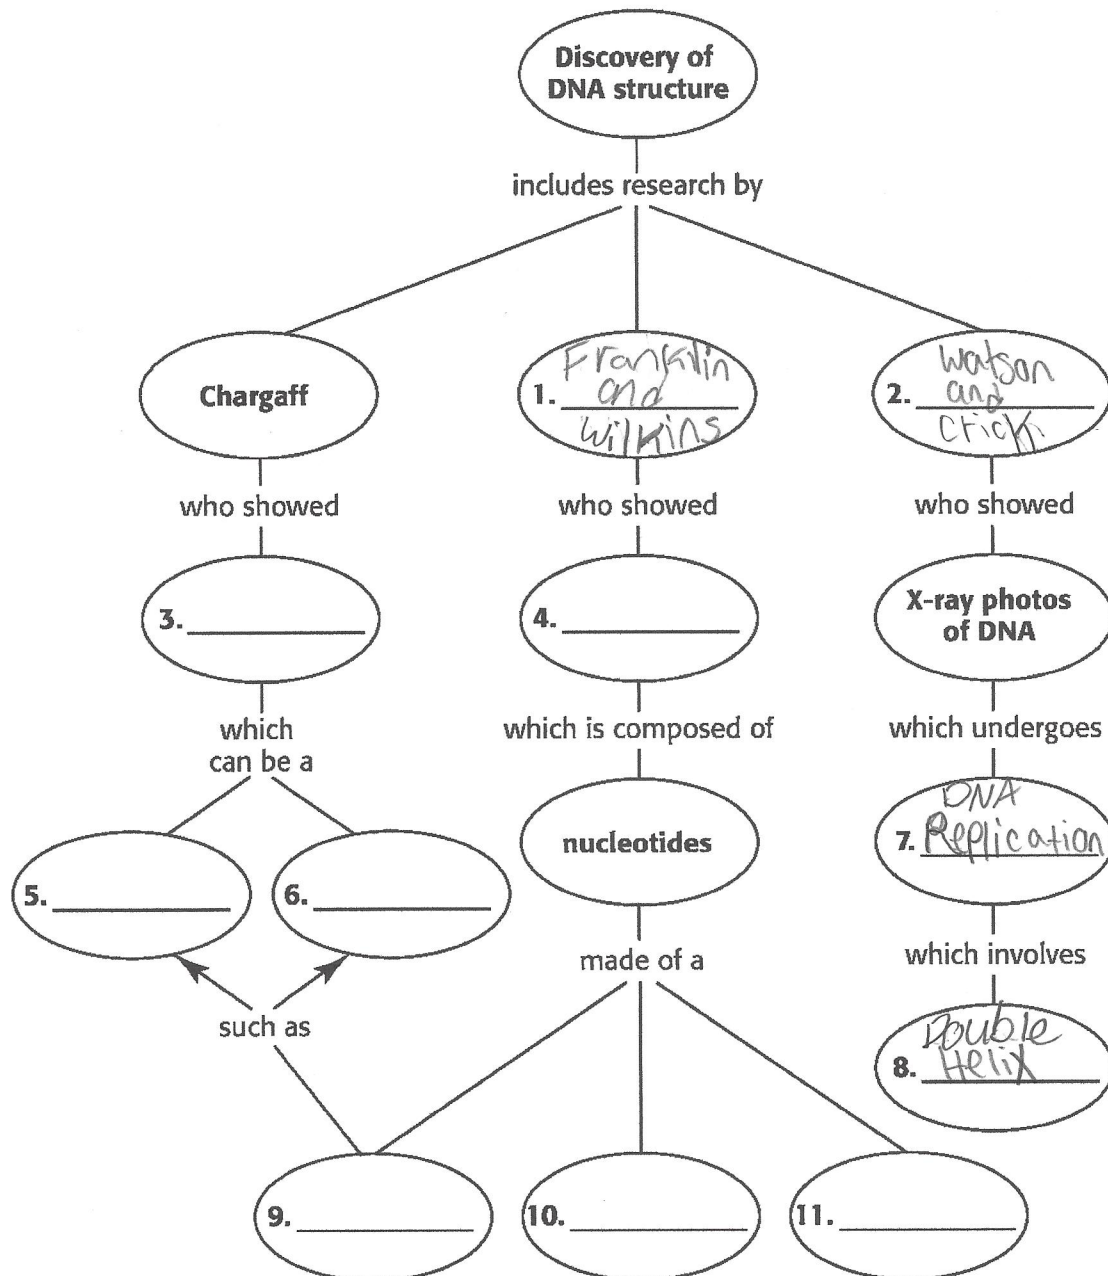 Discovery of
DNA structure
includes research by
Chargaff
1. Franklin
and
Wilkins
2. Watson
and
Crick
who showed
who showed
who showed
3.
4.
X-ray photos
of DNA
which
can be a
which is composed of
which undergoes
5.
6.
nucleotides
7. DNA
Replication
such as
made of a
which involves
8. Double
Helix
9.
10.
11.